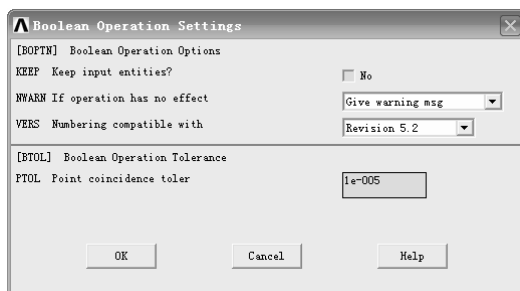 Boolean Operation Settings
[BOPTN] Boolean Operation Options
KEEP Keep input entities? No
NWARN If operation has no effect Give warning msg
VERS Numbering compatible with Revision 5.2
[BTOL] Boolean Operation Tolerance
PTOL Point coincidence toler 1e-005
OK Cancel Help